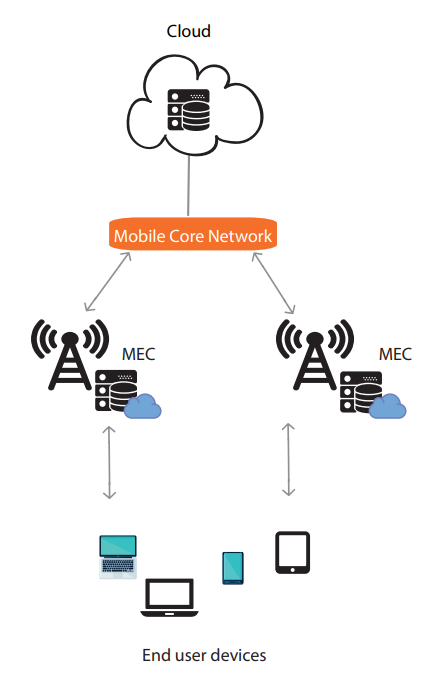 Cloud
Mobile Core Network
MEC
MEC
End user devices